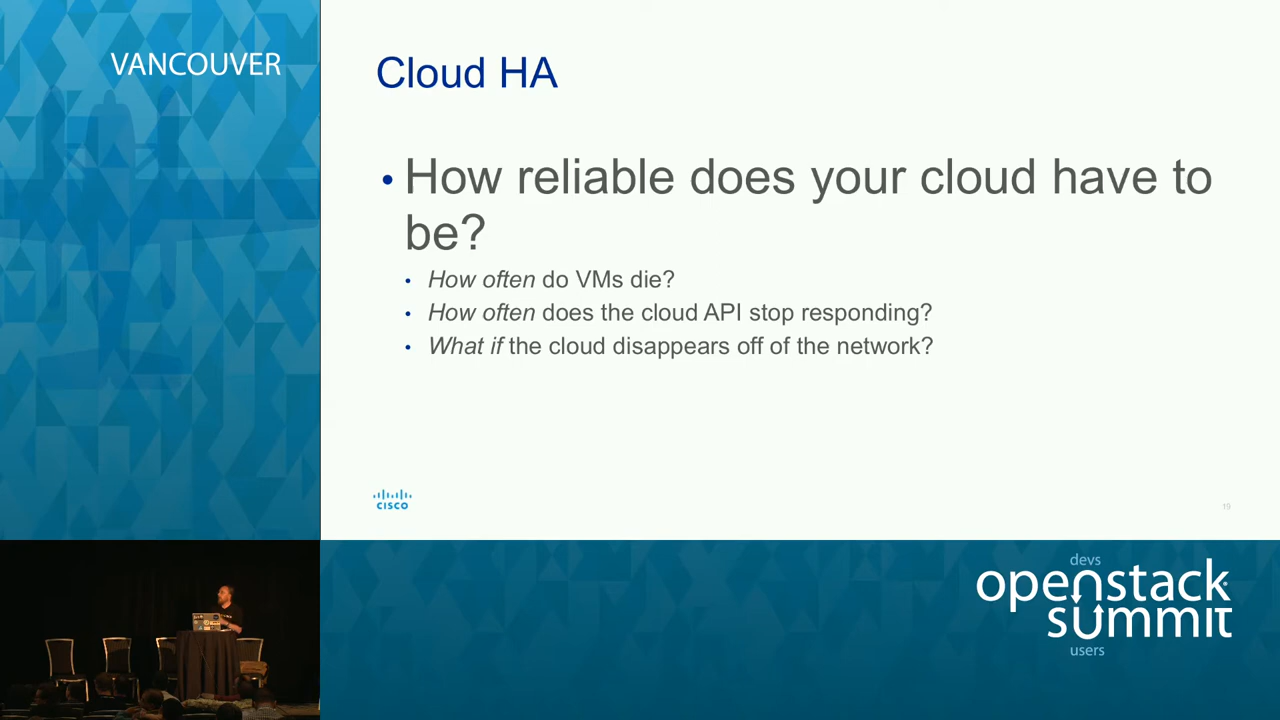 VANCOUVER
Cloud HA
• How reliable does your cloud have to
be?
• How often do VMs die?
• How often does the cloud API stop responding?
• What if the cloud disappears off of the network?
CISCO
19
devs
openstack
summit
users